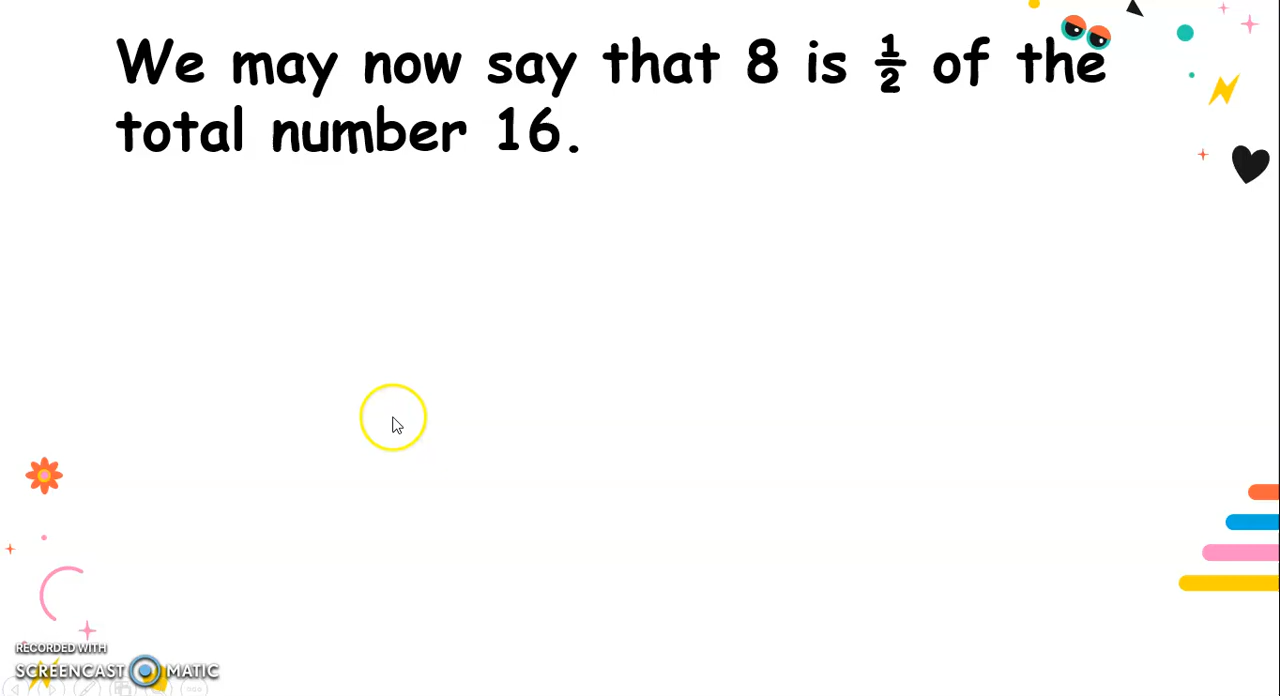 We may now say that 8 is ½ of the
total number 16.
RECORDED WITH
SCREENCAST MATIC